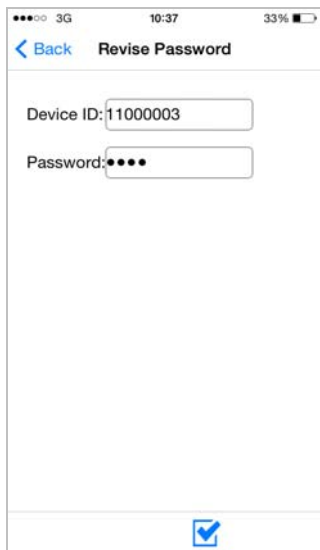 3G 10:37 33%
Back Revise Password
Device ID: 11000003
Password: ••••